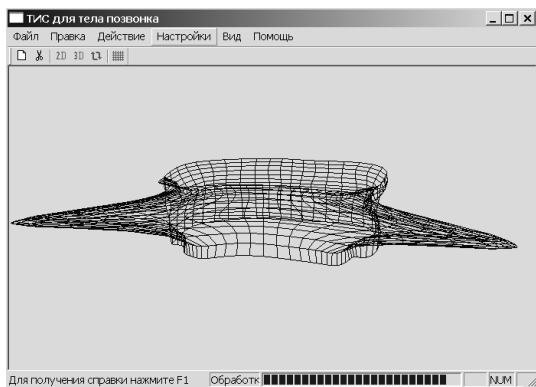 ТИС для тела позвонка
Файл Правка Действие Настройки Вид Помощь
2D 3D
Для получения справки нажмите F1 Обработк NUM